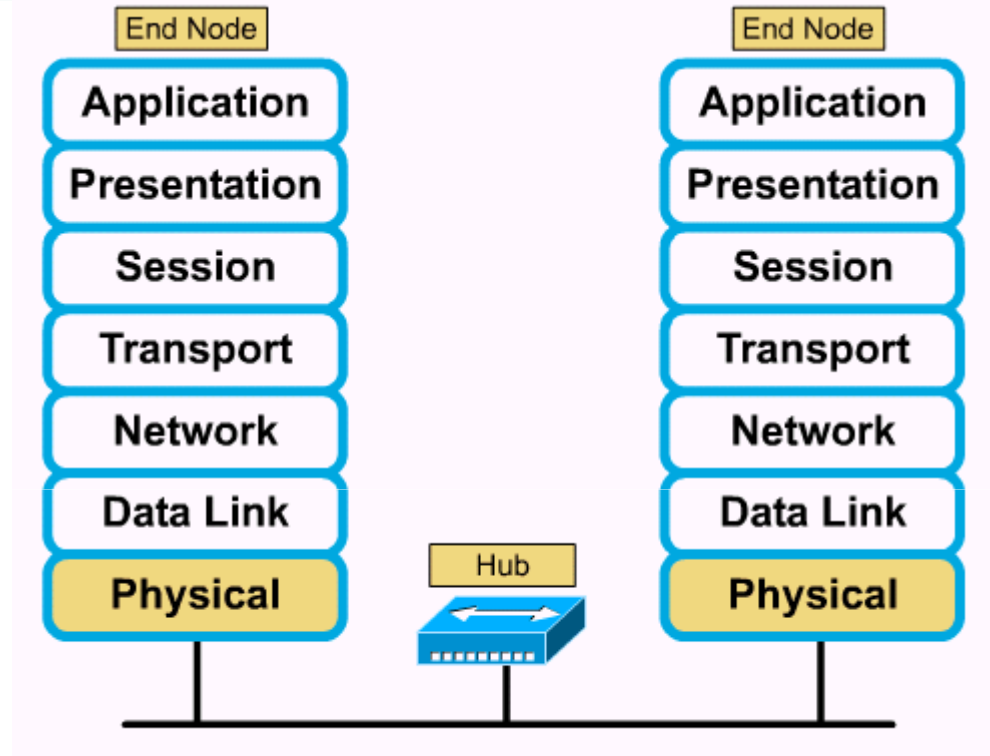 End Node
Application
Presentation
Session
Transport
Network
Data Link
Physical
Hub
End Node
Application
Presentation
Session
Transport
Network
Data Link
Physical